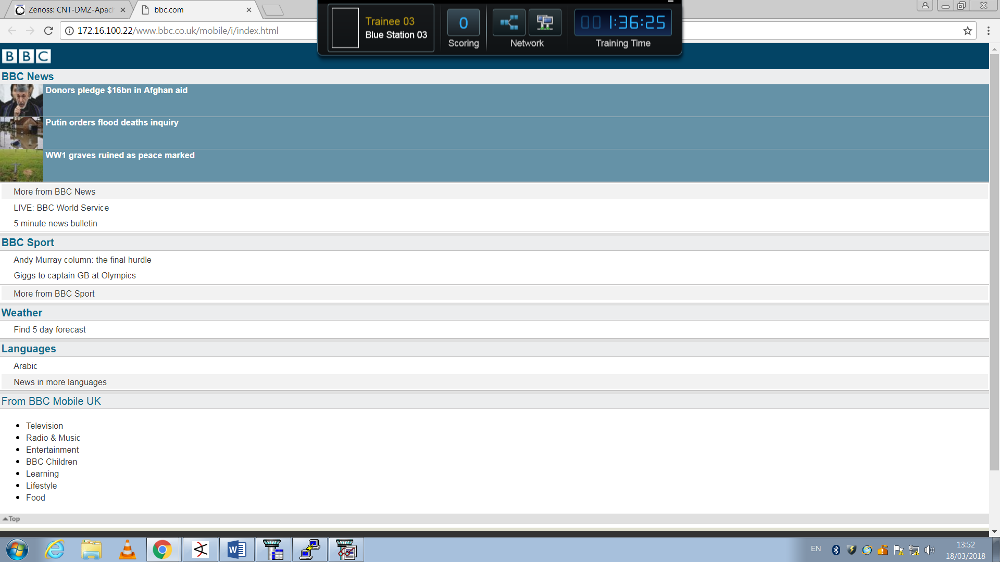 Zenoss: CNT-DMZ-Apach
bbc.com
172.16.100.22/www.bbc.co.uk/mobile/i/index.html
Trainee 03
Blue Station 03
0
Scoring
Network
00 1:36:25
Training Time
BBC
BBC News
Donors pledge $16bn in Afghan aid
Putin orders flood deaths inquiry
WW1 graves ruined as peace marked
More from BBC News
LIVE: BBC World Service
5 minute news bulletin
BBC Sport
Andy Murray column: the final hurdle
Giggs to captain GB at Olympics
More from BBC Sport
Weather
Find 5 day forecast
Languages
Arabic
News in more languages
From BBC Mobile UK
Television
Radio & Music
Entertainment
BBC Children
Learning
Lifestyle
Food
Top
EN
13:52
18/03/2018